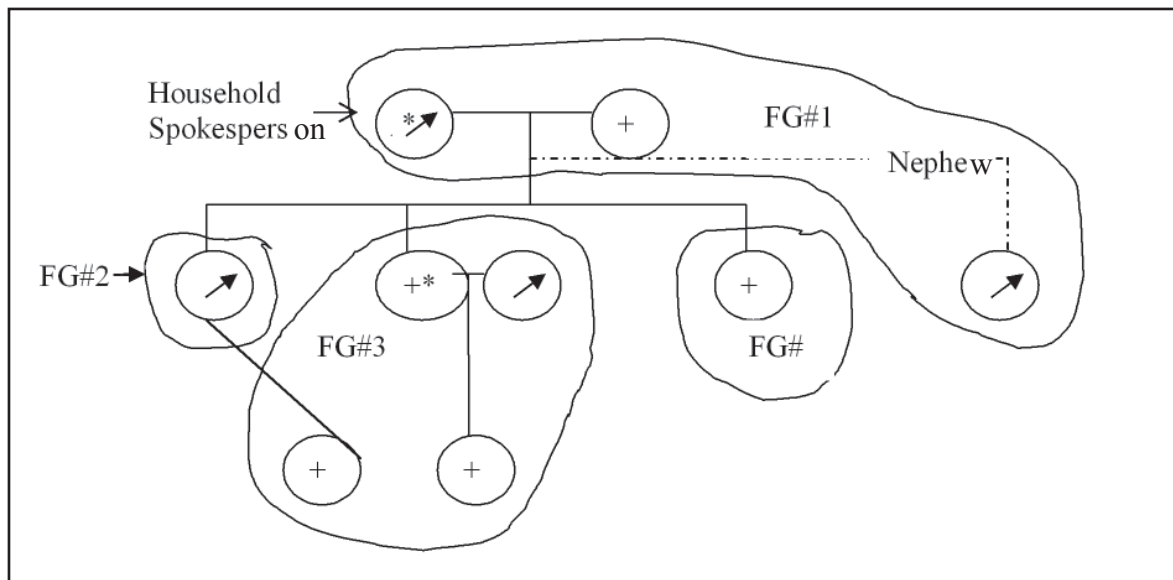 Household
Spokespers on
*
+
FG#1
Nephew
FG#2
+*
+
FG#3
FG#
+
+